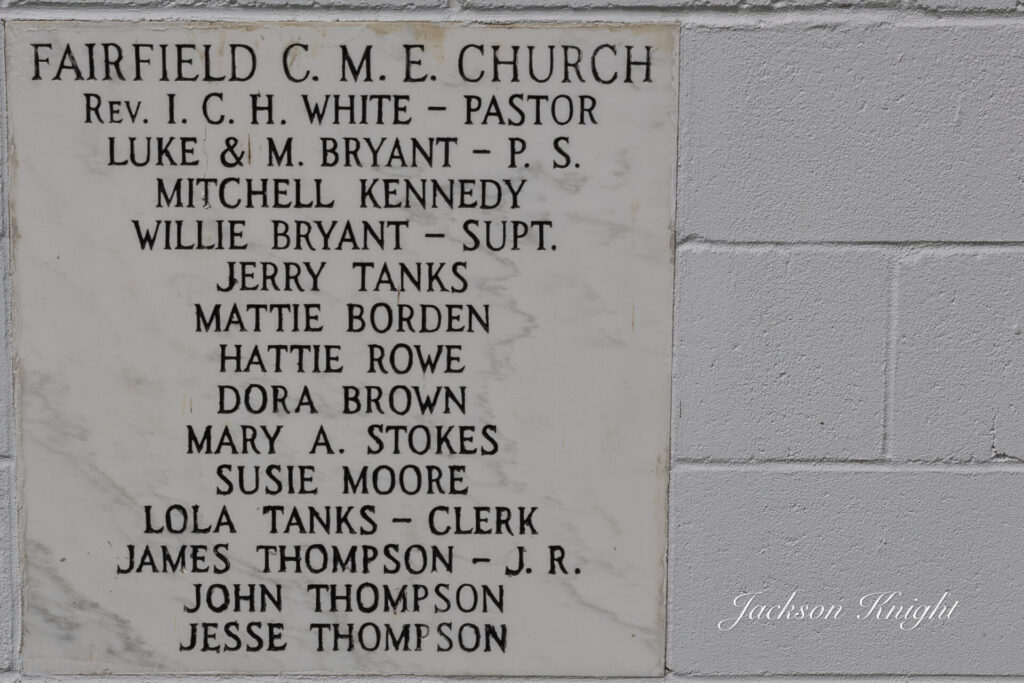 FAIRFIELD C. M. E. CHURCH
REV. I. C. H. WHITE – PASTOR
LUKE & M. BRYANT – P. S.
MITCHELL KENNEDY
WILLIE BRYANT – SUPT.
JERRY TANKS
MATTIE BORDEN
HATTIE ROWE
DORA BROWN
MARY A. STOKES
SUSIE MOORE
LOLA TANKS – CLERK
JAMES THOMPSON – J. R.
JOHN THOMPSON
JESSE THOMPSON
Jackson Knight